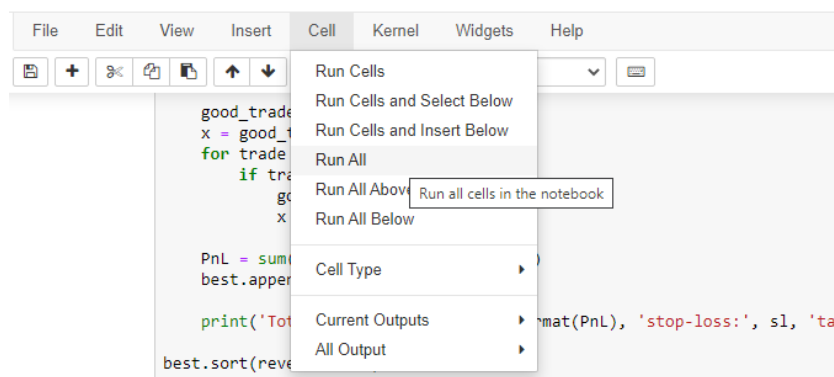 File Edit View Insert Cell Kernel Widgets Help
Run Cells
Run Cells and Select Below
Run Cells and Insert Below
Run All
Run All Above
Run all cells in the notebook
Run All Below
Cell Type
Current Outputs
All Output
good_trade
x = good_t
for trade
if tra
go
x
PnL = sum( )
best.appen
print('Tot rmat(PnL), 'stop-loss:', sl, 'ta
best.sort(reve